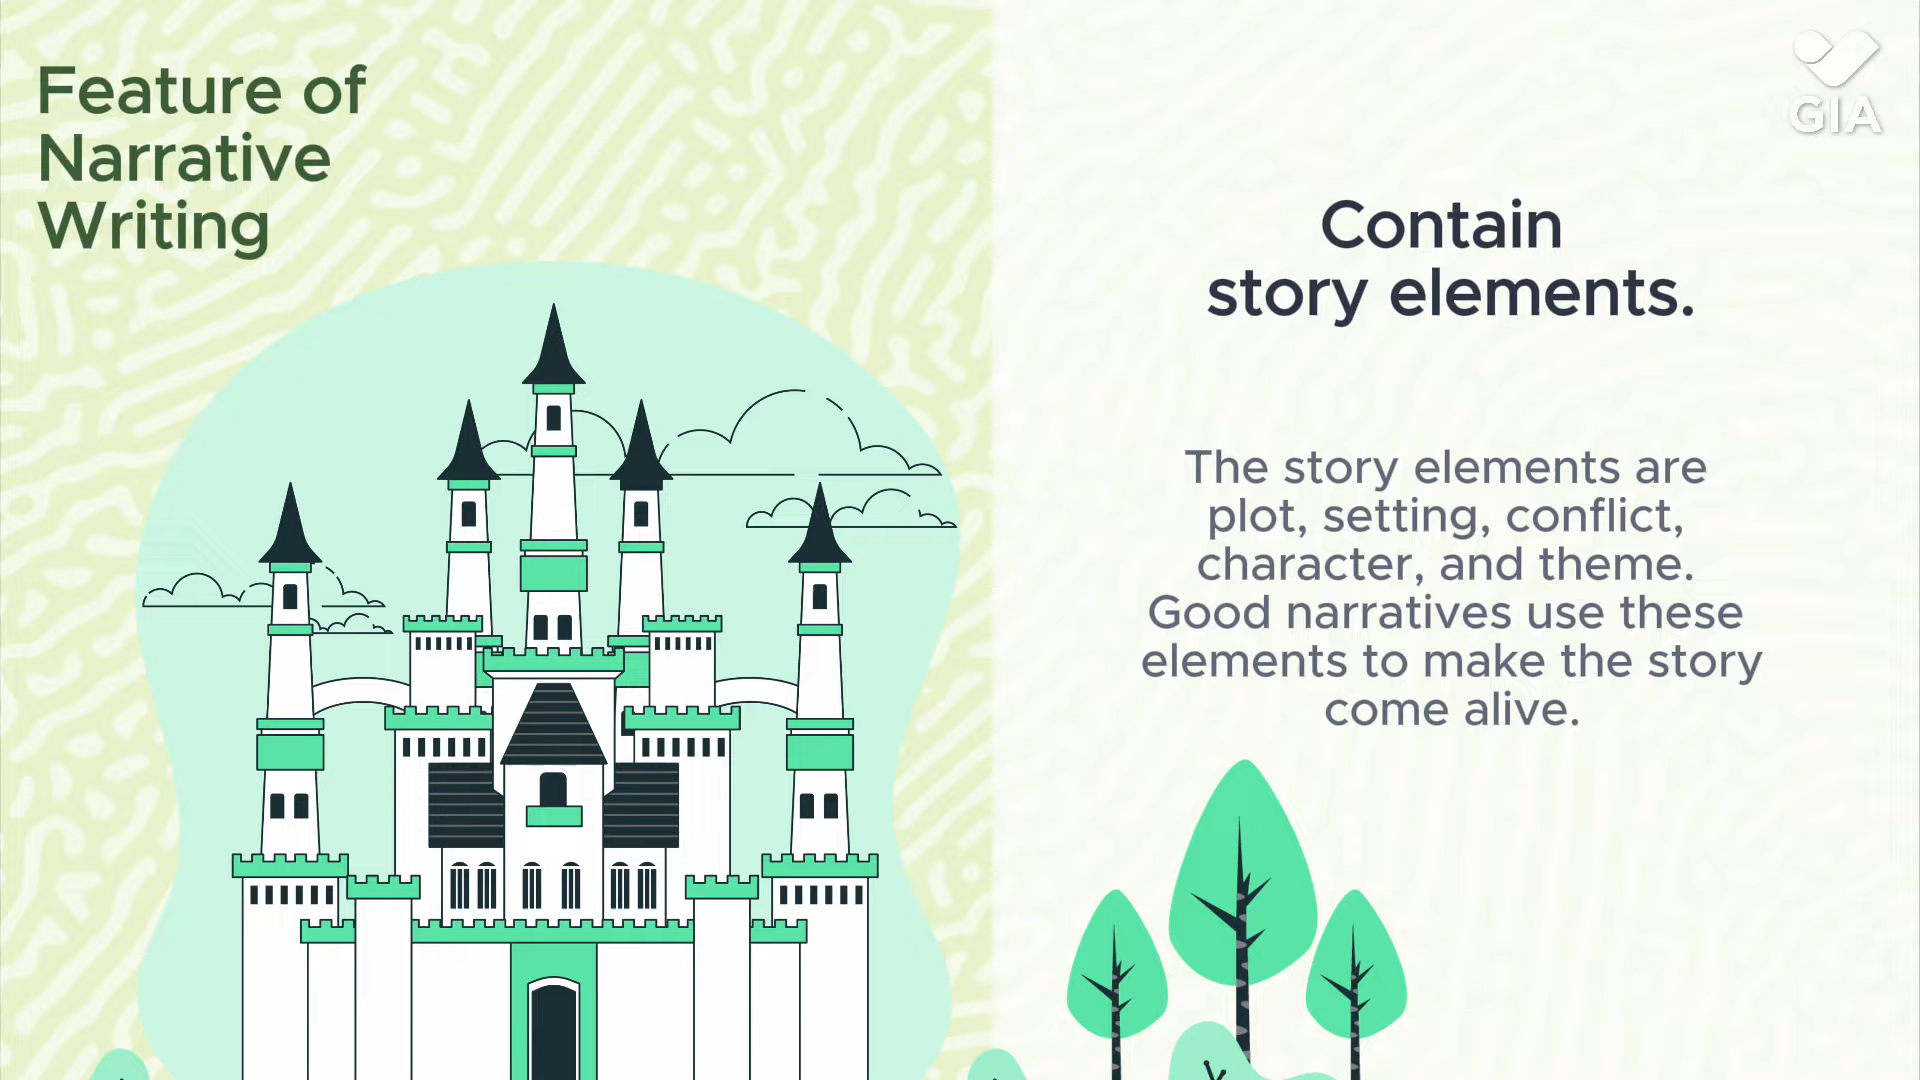 Feature of
Narrative
Writing
GIA
Contain
story elements.
The story elements are
plot, setting, conflict,
character, and theme.
Good narratives use these
elements to make the story
come alive.